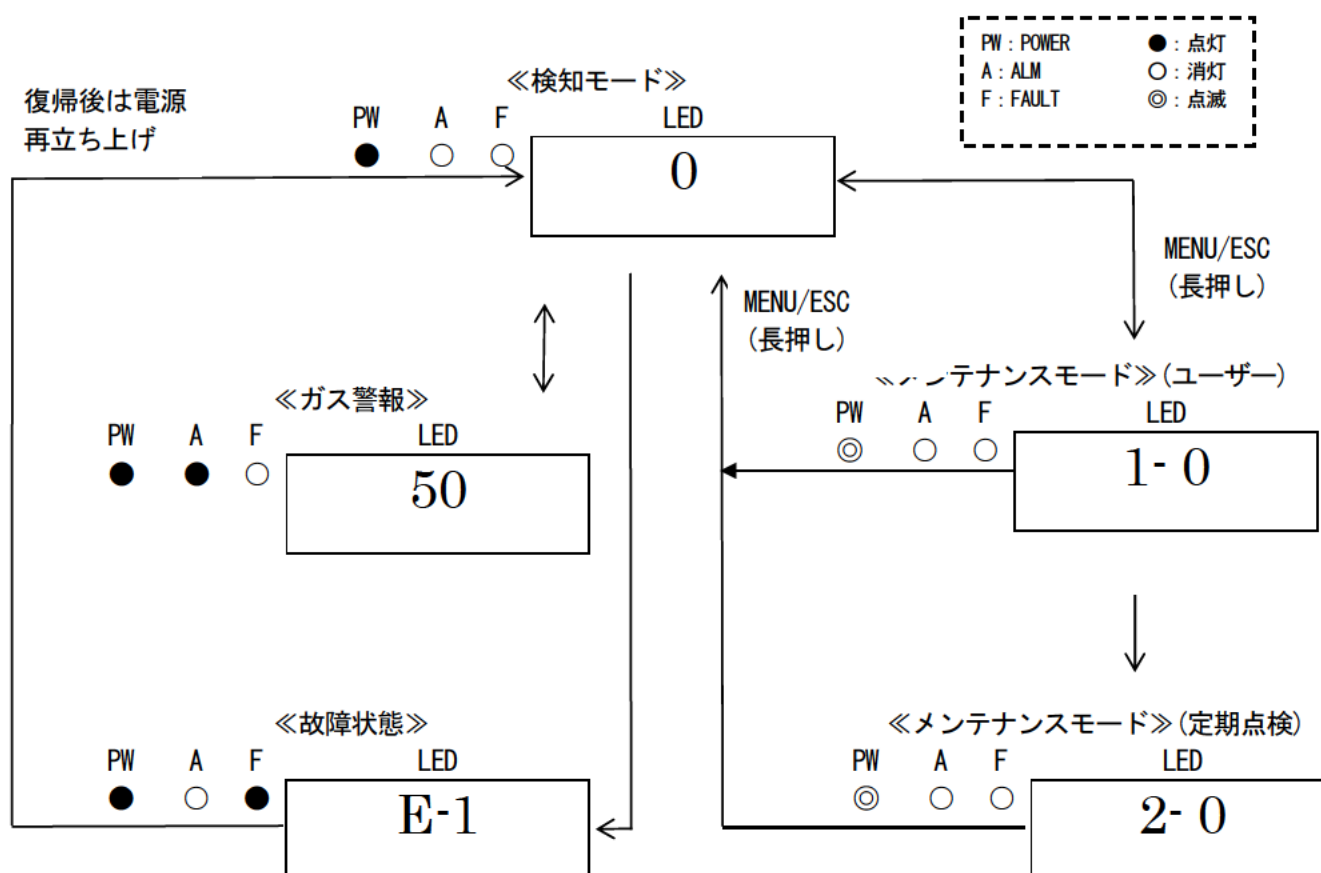 PW：POWER ●：点灯
A：ALM ○：消灯
F：FAULT ◎：点滅
復帰後は電源
再立ち上げ
≪検知モード≫
PW A F LED
● ○ ○
0
MENU/ESC
(長押し)
MENU/ESC
(長押し)
≪ガス警報≫
PW A F LED
● ● ○
50
≪メンテナンスモード≫(ユーザー)
PW A F LED
◎ ○ ○
1- 0
≪故障状態≫
PW A F LED
● ○ ●
E-1
≪メンテナンスモード≫(定期点検)
PW A F LED
◎ ○ ○
2- 0